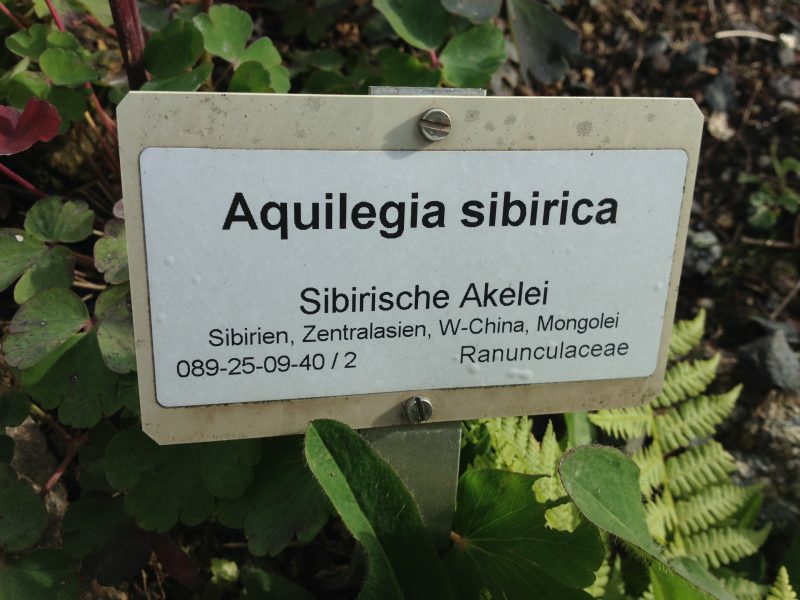 Aquilegia sibirica
Sibirische Akelei
Sibirien, Zentralasien, W-China, Mongolei
089-25-09-40 / 2 Ranunculaceae